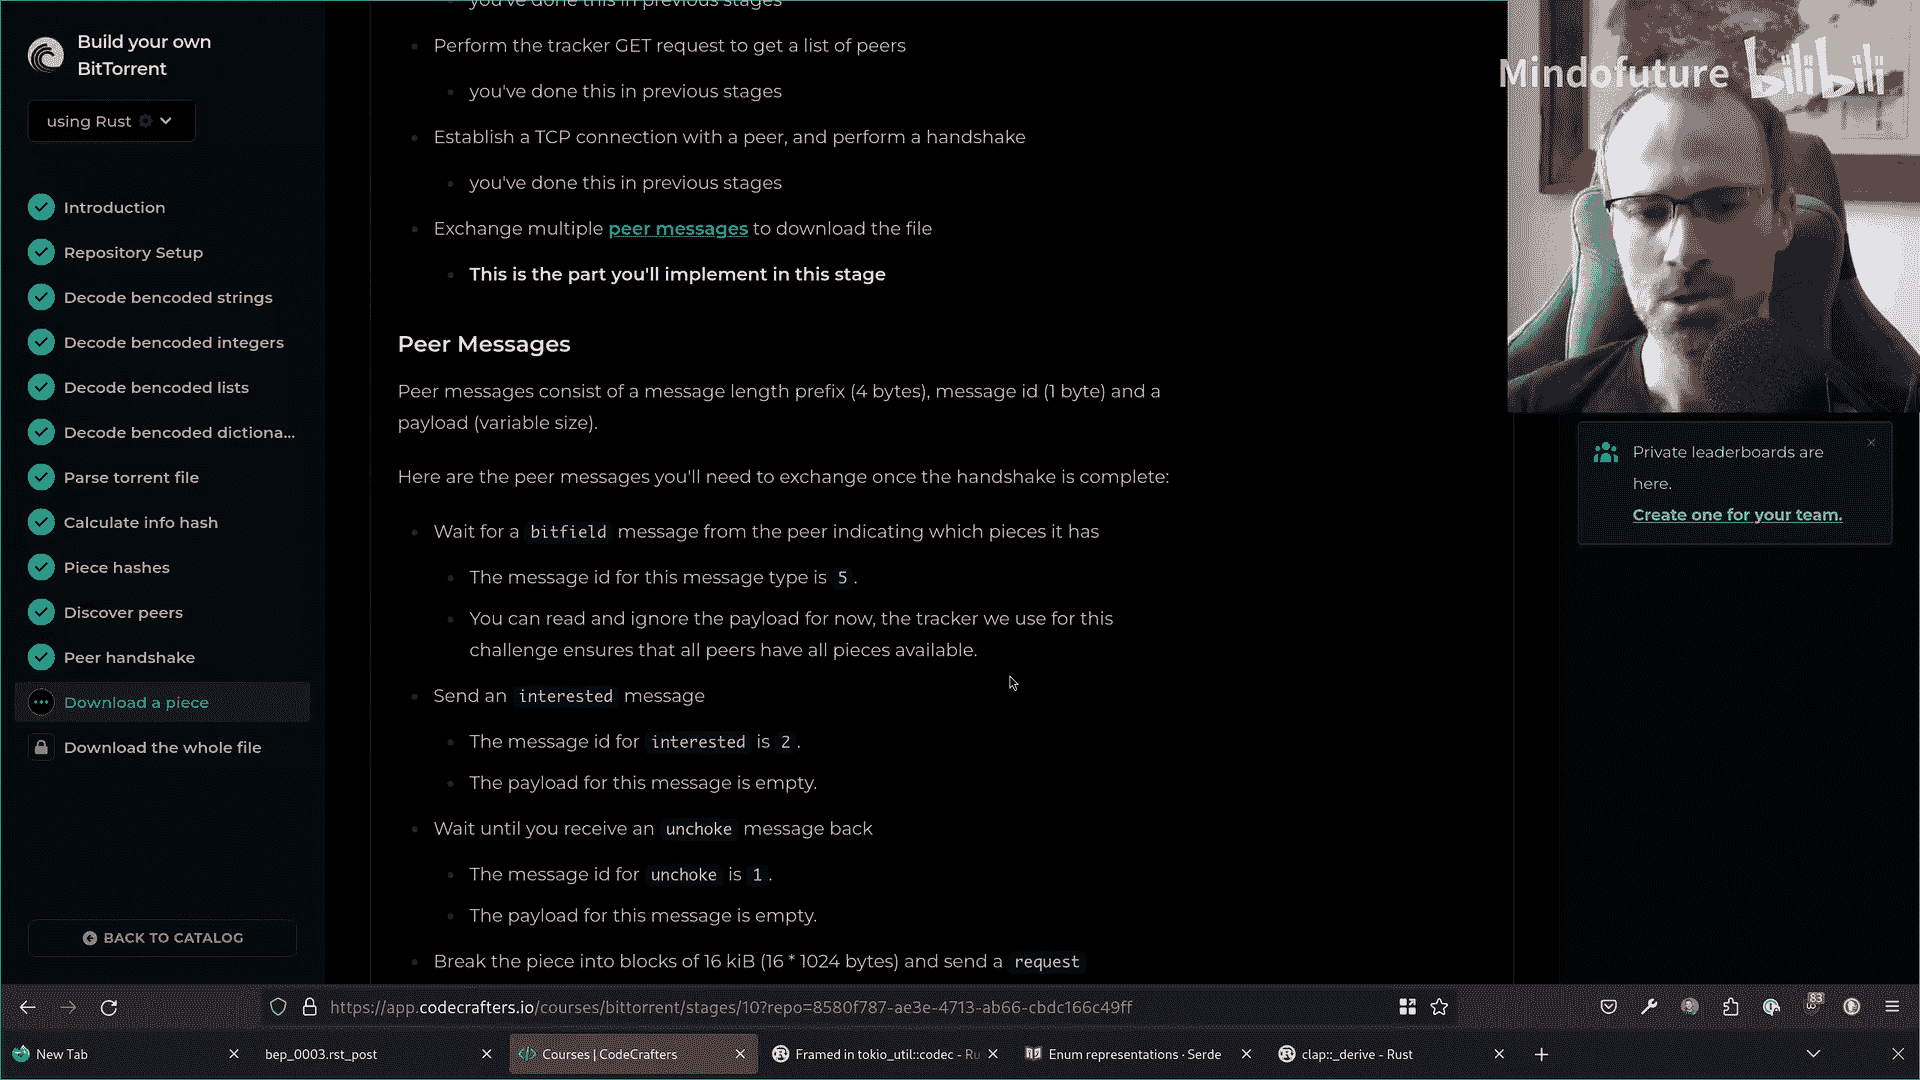 Build your own
BitTorrent
using Rust
Introduction
Repository Setup
Decode bencoded strings
Decode bencoded integers
Decode bencoded lists
Decode bencoded dictiona...
Parse torrent file
Calculate info hash
Piece hashes
Discover peers
Peer handshake
Download a piece
Download the whole file
BACK TO CATALOG
you've done this in previous stages
Perform the tracker GET request to get a list of peers
you've done this in previous stages
Establish a TCP connection with a peer, and perform a handshake
you've done this in previous stages
Exchange multiple peer messages to download the file
This is the part you'll implement in this stage
Peer Messages
Peer messages consist of a message length prefix (4 bytes), message id (1 byte) and a
payload (variable size).
Here are the peer messages you'll need to exchange once the handshake is complete:
Wait for a bitfield message from the peer indicating which pieces it has
The message id for this message type is 5.
You can read and ignore the payload for now, the tracker we use for this
challenge ensures that all peers have all pieces available.
Send an interested message
The message id for interested is 2.
The payload for this message is empty.
Wait until you receive an unchoke message back
The message id for unchoke is 1.
The payload for this message is empty.
Break the piece into blocks of 16 kiB (16 * 1024 bytes) and send a request
Mindofuture bilibili
Private leaderboards are
here.
Create one for your team.
https://app.codecrafters.io/courses/bittorrent/stages/10?repo=8580f787-ae3e-4713-ab66-cbdc166c49ff
83
New Tab
bep_0003.rst_post
Courses | CodeCrafters
Framed in tokio_util::codec - Ru
Enum representations · Serde
clap::_derive - Rust